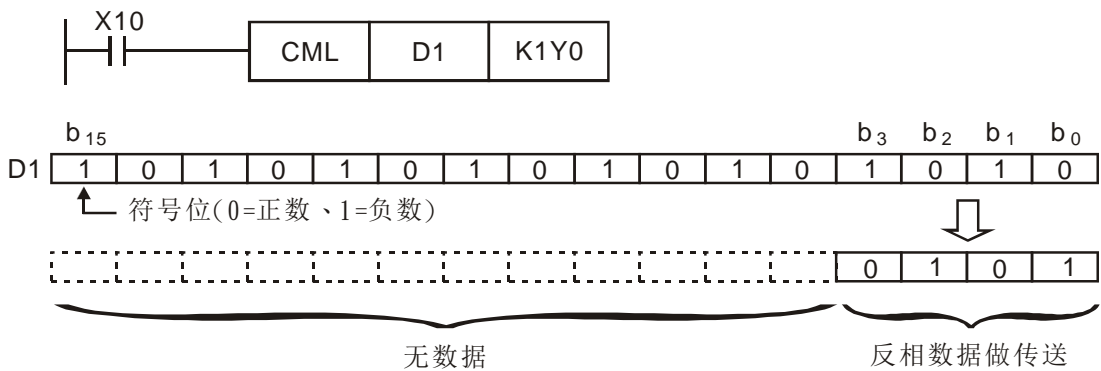 X10
CML D1 K1Y0
b15 b3 b2 b1 b0
D1 1 0 1 0 1 0 1 0 1 0 1 0 1 0 1 0
符号位(0=正数、1=负数)
0 1 0 1
无数据 反相数据做传送